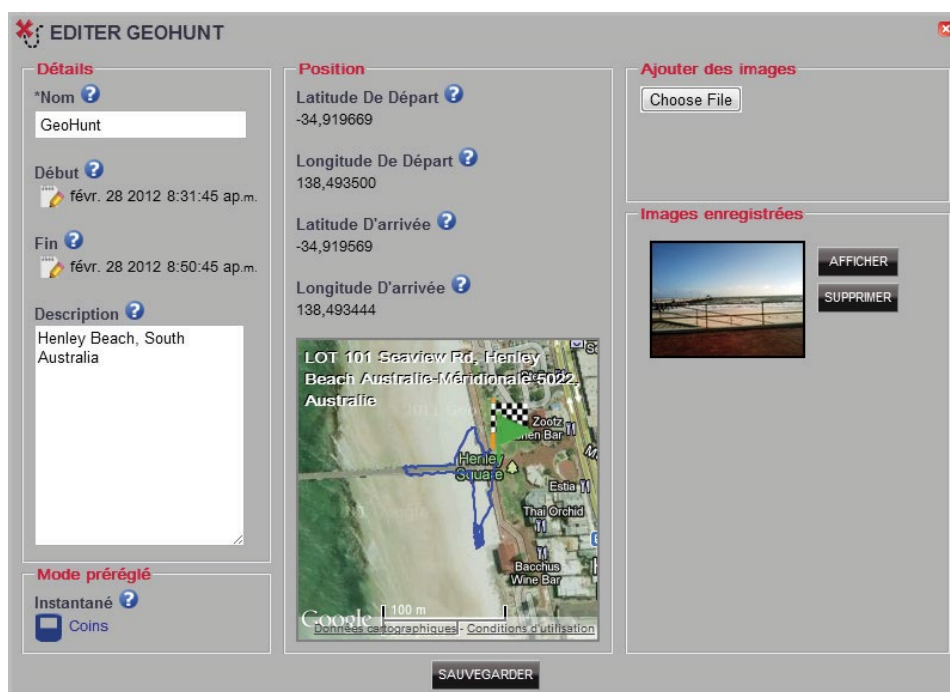 EDITER GEOHUNT
Détails
*Nom
GeoHunt
Début
févr. 28 2012 8:31:45 ap.m.
Fin
févr. 28 2012 8:50:45 ap.m.
Description
Henley Beach, South
Australia
Mode préréglé
Instantané
Coins
Position
Latitude De Départ
-34,919669
Longitude De Départ
138,493500
Latitude D'arrivée
-34,919569
Longitude D'arrivée
138,493444
LOT 101 Seaview Rd, Henley
Beach Australie-Méridionale 5022,
Australie
Zootz
Bar
Henley
Square
Estia
Thai Orchid
Bacchus
Wine Bar
Google
100 m
Données cartographiques - Conditions d'utilisation
Ajouter des images
Choose File
Images enregistrées
AFFICHER
SUPPRIMER
SAUVEGARDER